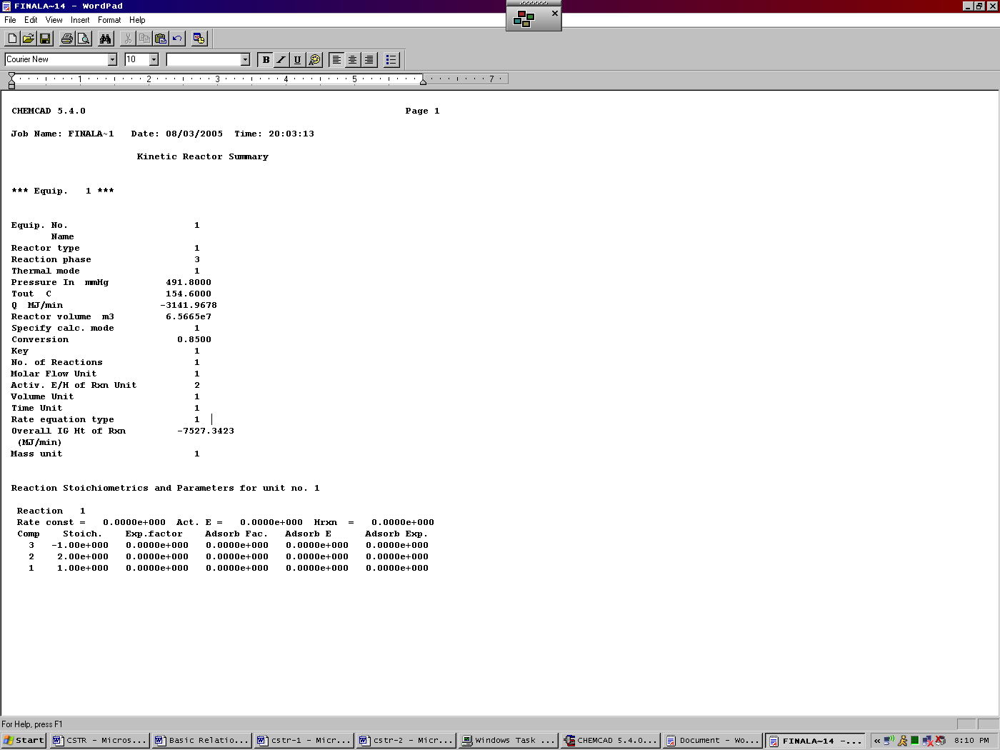 FINALA~14 - WordPad
File Edit View Insert Format Help
Courier New 10 B I U
1 2 3 4 5 7
CHEMCAD 5.4.0 Page 1
Job Name: FINALA~1 Date: 08/03/2005 Time: 20:03:13
Kinetic Reactor Summary
*** Equip. 1 ***
Equip. No. 1
Name
Reactor type 1
Reaction phase 3
Thermal mode 1
Pressure In mmHg 491.8000
Tout C 154.6000
Q MJ/min -3141.9678
Reactor volume m3 6.5665e7
Specify calc. mode 1
Conversion 0.8500
Key 1
No. of Reactions 1
Molar Flow Unit 1
Activ. E/H of Rxn Unit 2
Volume Unit 1
Time Unit 1
Rate equation type 1
Overall IG Ht of Rxn -7527.3423
(MJ/min)
Mass unit 1
Reaction Stoichiometrics and Parameters for unit no. 1
Reaction 1
Rate const = 0.0000e+000 Act. E = 0.0000e+000 Hrxn = 0.0000e+000
Comp Stoich. Exp.factor Adsorb Fac. Adsorb E Adsorb Exp.
3 -1.00e+000 0.0000e+000 0.0000e+000 0.0000e+000 0.0000e+000
2 2.00e+000 0.0000e+000 0.0000e+000 0.0000e+000 0.0000e+000
1 1.00e+000 0.0000e+000 0.0000e+000 0.0000e+000 0.0000e+000
For Help, press F1
Start CSTR - Micros... Basic Relatio... cstr-1 - Micr... cstr-2 - Micr... Windows Task ... CHEMCAD 5.4.0... Document - Wo... FINALA~14 -... « 8:10 PM